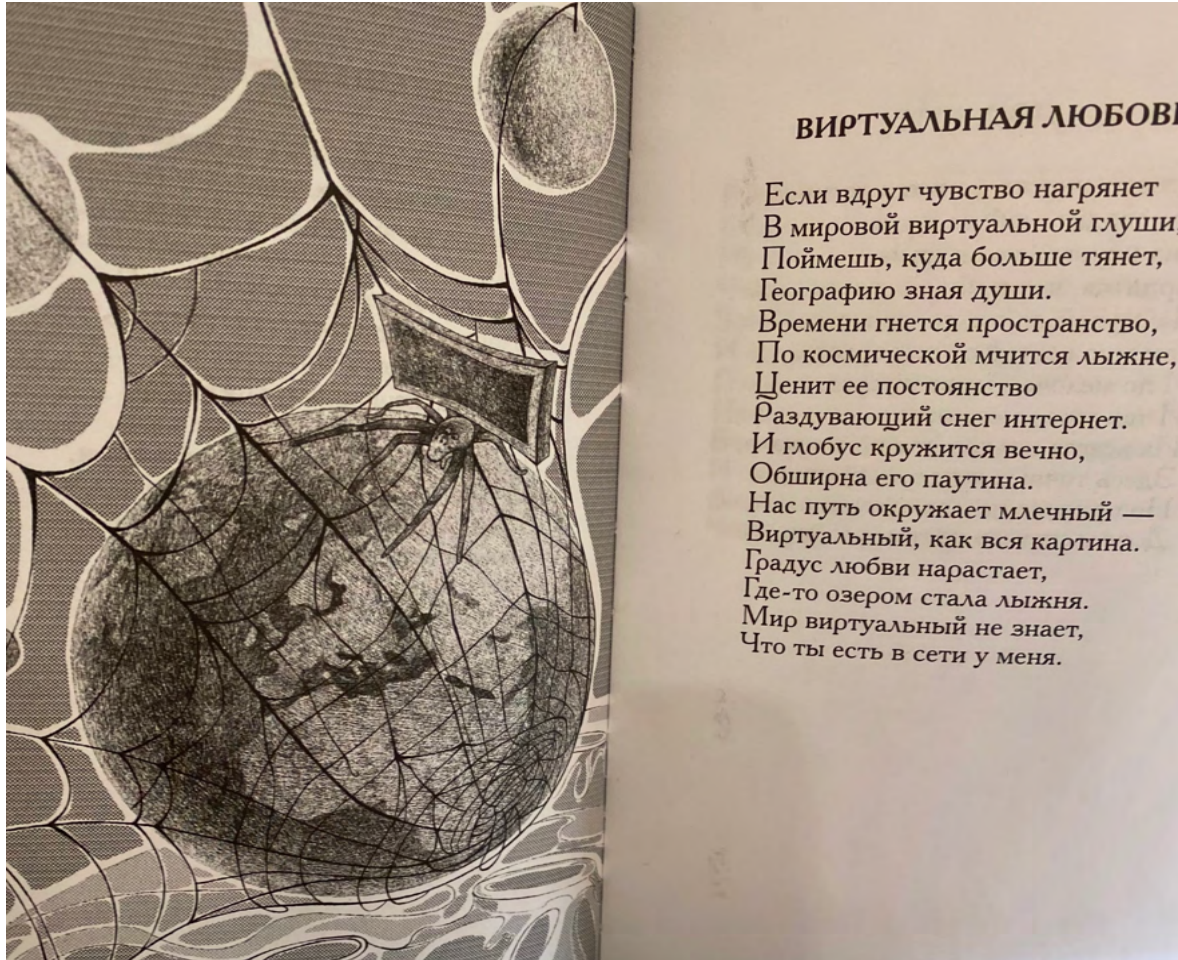 ВИРТУАЛЬНАЯ ЛЮБОВЬ
Если вдруг чувство нагрянет
В мировой виртуальной глуши,
Поймешь, куда больше тянет,
Географию зная души.
Времени гнется пространство,
По космической мчится лыжне,
Ценит ее постоянство
Раздувающий снег интернет.
И глобус кружится вечно,
Обширна его паутина.
Нас путь окружает млечный —
Виртуальный, как вся картина.
Градус любви нарастает,
Где-то озером стала лыжня.
Мир виртуальный не знает,
Что ты есть в сети у меня.